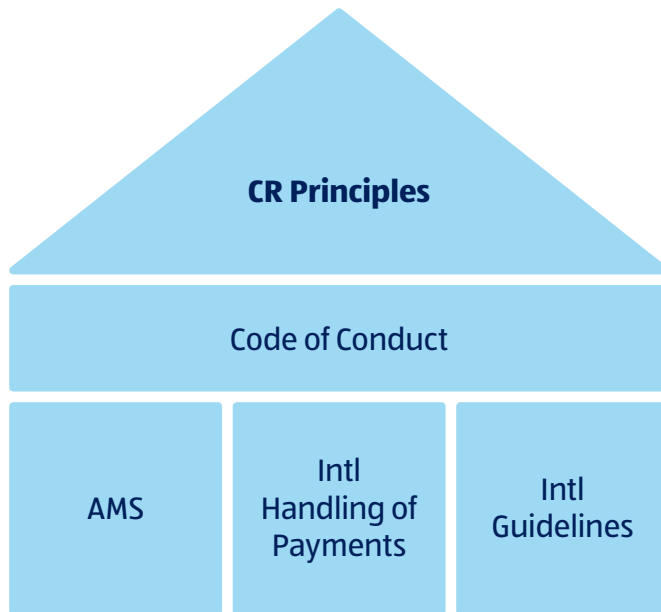 CR Principles
Code of Conduct
AMS
Intl
Handling of
Payments
Intl
Guidelines